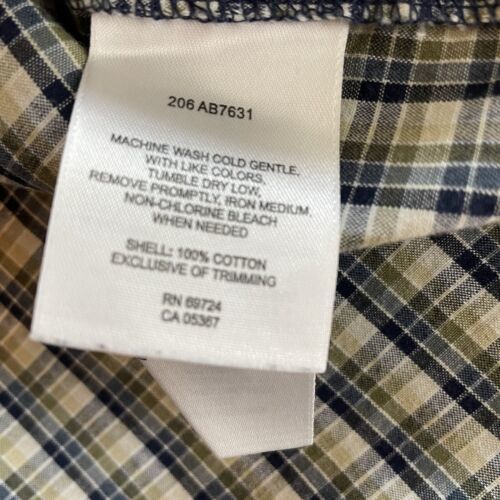 206 AB7631
MACHINE WASH COLD GENTLE,
WITH LIKE COLORS,
TUMBLE DRY LOW,
REMOVE PROMPTLY, IRON MEDIUM,
NON-CHLORINE BLEACH
WHEN NEEDED
SHELL: 100% COTTON
EXCLUSIVE OF TRIMMING
RN 69724
CA 05367